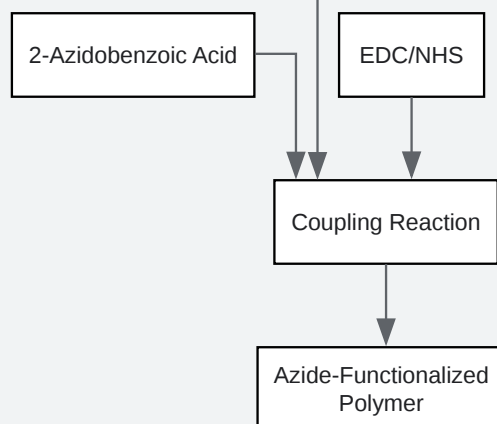 2-Azidobenzoic Acid
EDC/NHS
Coupling Reaction
Azide-Functionalized
Polymer